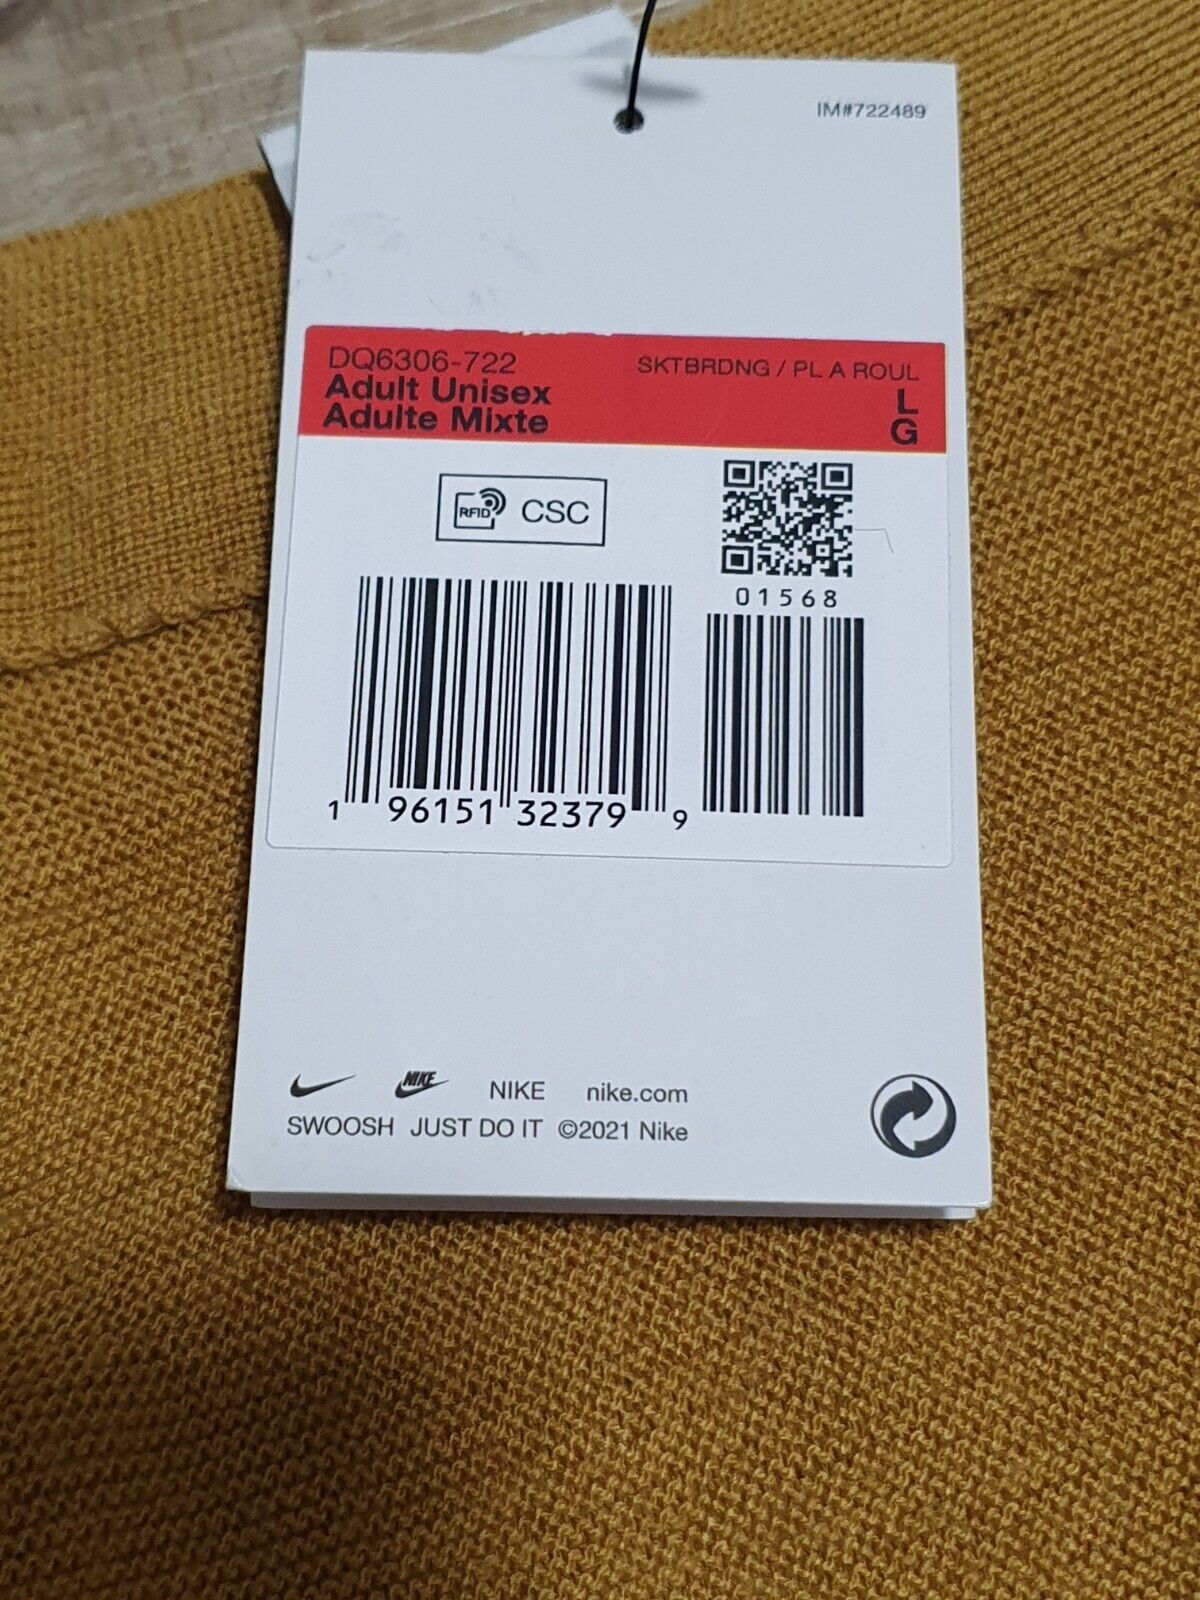 IM#722489
DQ6306-722 SKTBRDNG / PL A ROUL
Adult Unisex L
Adulte Mixte G
RFID CSC
01568
1 96151 32379 9
NIKE NIKE nike.com
SWOOSH JUST DO IT ©2021 Nike